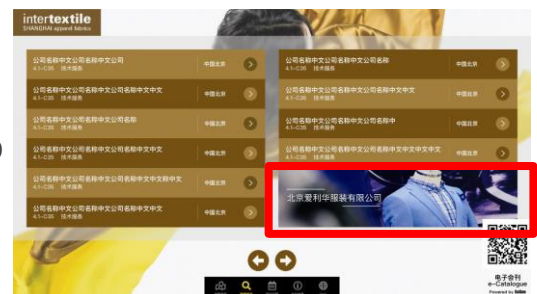 intertextile
SHANGHAI apparel fabrics
公司名称中文公司名称中文公司
4.1-C35 技术服务
中国北京
公司名称中文公司名称中文公司名称中文中文
4.1-C35 技术服务
中国北京
公司名称中文公司名称中文公司名称
4.1-C35 技术服务
中国北京
公司名称中文公司名称中文公司名称中文中文
4.1-C35 技术服务
中国北京
公司名称中文公司名称中文公司名称中文中文称中文
4.1-C35 技术服务
中国北京
公司名称中文公司名称中文公司名称中文中文
4.1-C35 技术服务
中国北京
公司名称中文公司名称中文公司名称
4.1-C35 技术服务
中国北京
公司名称中文公司名称中文公司名称中文中文
4.1-C35 技术服务
中国北京
公司名称中文公司名称中文公司名称中
4.1-C35 技术服务
中国北京
公司名称中文公司名称中文公司名称中文中文中文中文
4.1-C35 技术服务
中国北京
北京爱利华服装有限公司
电子会刊
e-Catalogue